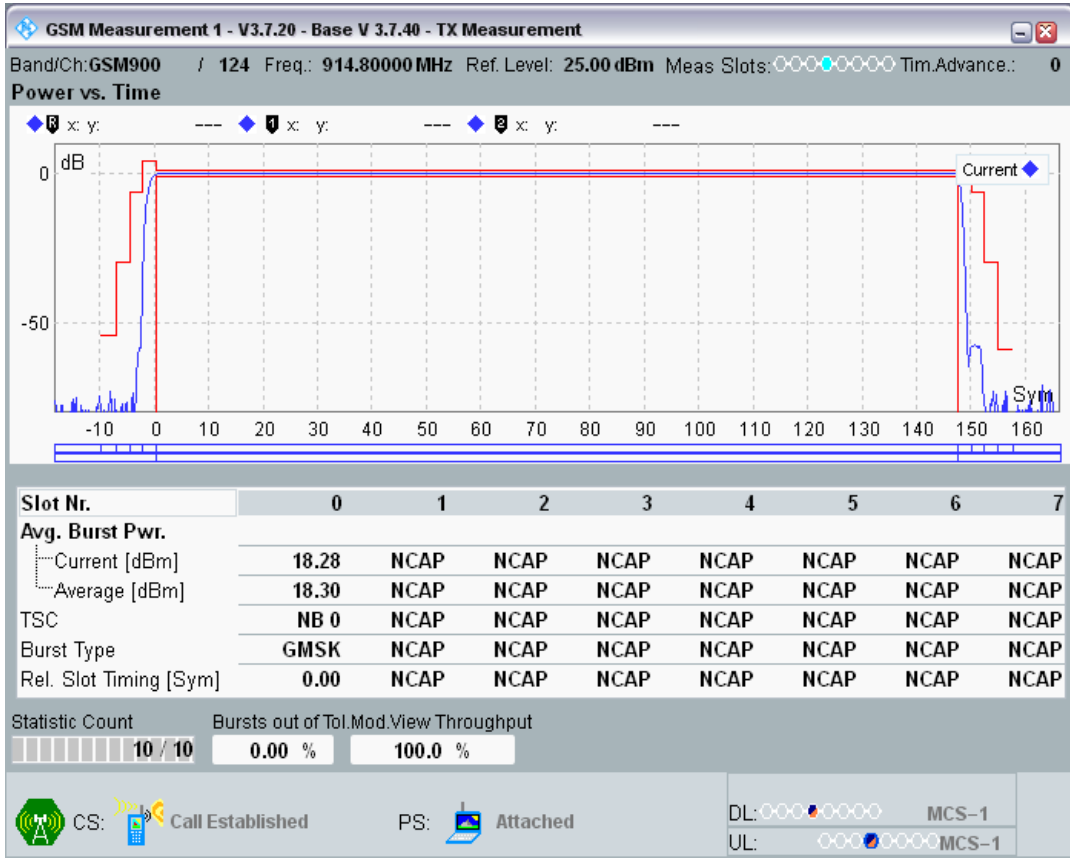 GSM Measurement 1 - V3.7.20 - Base V 3.7.40 - TX Measurement
Band/Ch:GSM900 / 124 Freq.: 914.80000 MHz Ref. Level: 25.00 dBm Meas Slots: Tim.Advance.: 0
Power vs. Time
R x: y: --- 1 x: y: --- 2 x: y: ---
dB
Current
0
-50
Sym
-10 0 10 20 30 40 50 60 70 80 90 100 110 120 130 140 150 160
Slot Nr. 0 1 2 3 4 5 6 7
Avg. Burst Pwr.
Current [dBm] 18.28 NCAP NCAP NCAP NCAP NCAP NCAP NCAP
Average [dBm] 18.30 NCAP NCAP NCAP NCAP NCAP NCAP NCAP
TSC NB 0 NCAP NCAP NCAP NCAP NCAP NCAP NCAP
Burst Type GMSK NCAP NCAP NCAP NCAP NCAP NCAP NCAP
Rel. Slot Timing [Sym] 0.00 NCAP NCAP NCAP NCAP NCAP NCAP NCAP
Statistic Count Bursts out of Tol.Mod.View Throughput
10 / 10 0.00 % 100.0 %
CS: Call Established PS: Attached
DL: MCS-1
UL: MCS-1